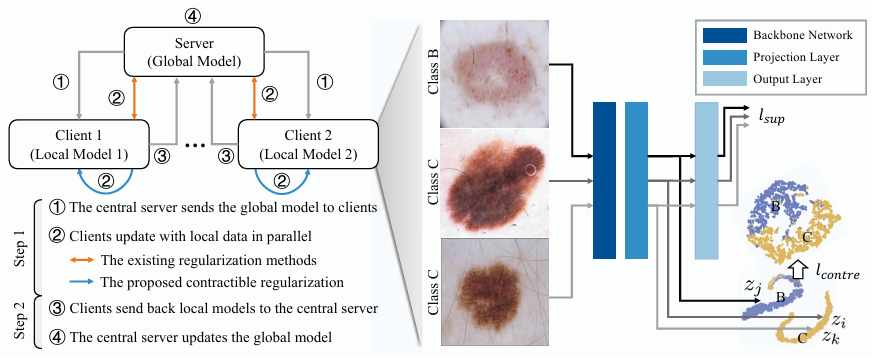 ④
Server
(Global Model)
①
①
②
②
Client 1
(Local Model 1)
③
...
③
Client 2
(Local Model 2)
②
②
Step 1
① The central server sends the global model to clients
② Clients update with local data in parallel
The existing regularization methods
The proposed contractible regularization
Step 2
③ Clients send back local models to the central server
④ The central server updates the global model
Class B
Class C
Class C
Backbone Network
Projection Layer
Output Layer
l_sup
B
C
l_contre
z_j
B
z_i
C
z_k